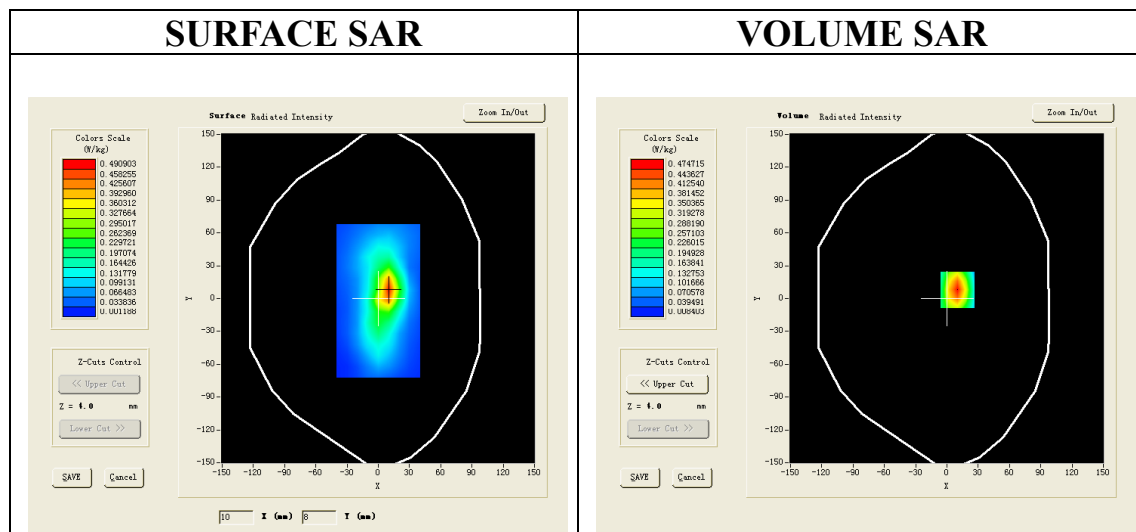 SURFACE SAR
VOLUME SAR
Surface Radiated Intensity
Zoom In/Out
Colors Scale
(W/kg)
0.490903
0.458255
0.425607
0.392960
0.360312
0.327664
0.295017
0.262369
0.229721
0.197074
0.164426
0.131779
0.099131
0.066483
0.033836
0.001188
150
120
90
60
30
0
-30
-60
-90
-120
-150
Y
-150 -120 -90 -60 -30 0 30 60 90 120 150
X
Z-Cuts Control
<< Upper Cut
Z = 4.0 mm
Lower Cut >>
SAVE Cancel
10 X (mm) 8 Y (mm)
Volume Radiated Intensity
Zoom In/Out
Colors Scale
(W/kg)
0.474715
0.443627
0.412540
0.381452
0.350365
0.319278
0.288190
0.257103
0.226015
0.194928
0.163841
0.132753
0.101666
0.070578
0.039491
0.008403
150
120
90
60
30
0
-30
-60
-90
-120
-150
Y
-150 -120 -90 -60 -30 0 30 60 90 120 150
X
Z-Cuts Control
<< Upper Cut
Z = 4.0 mm
Lower Cut >>
SAVE Cancel